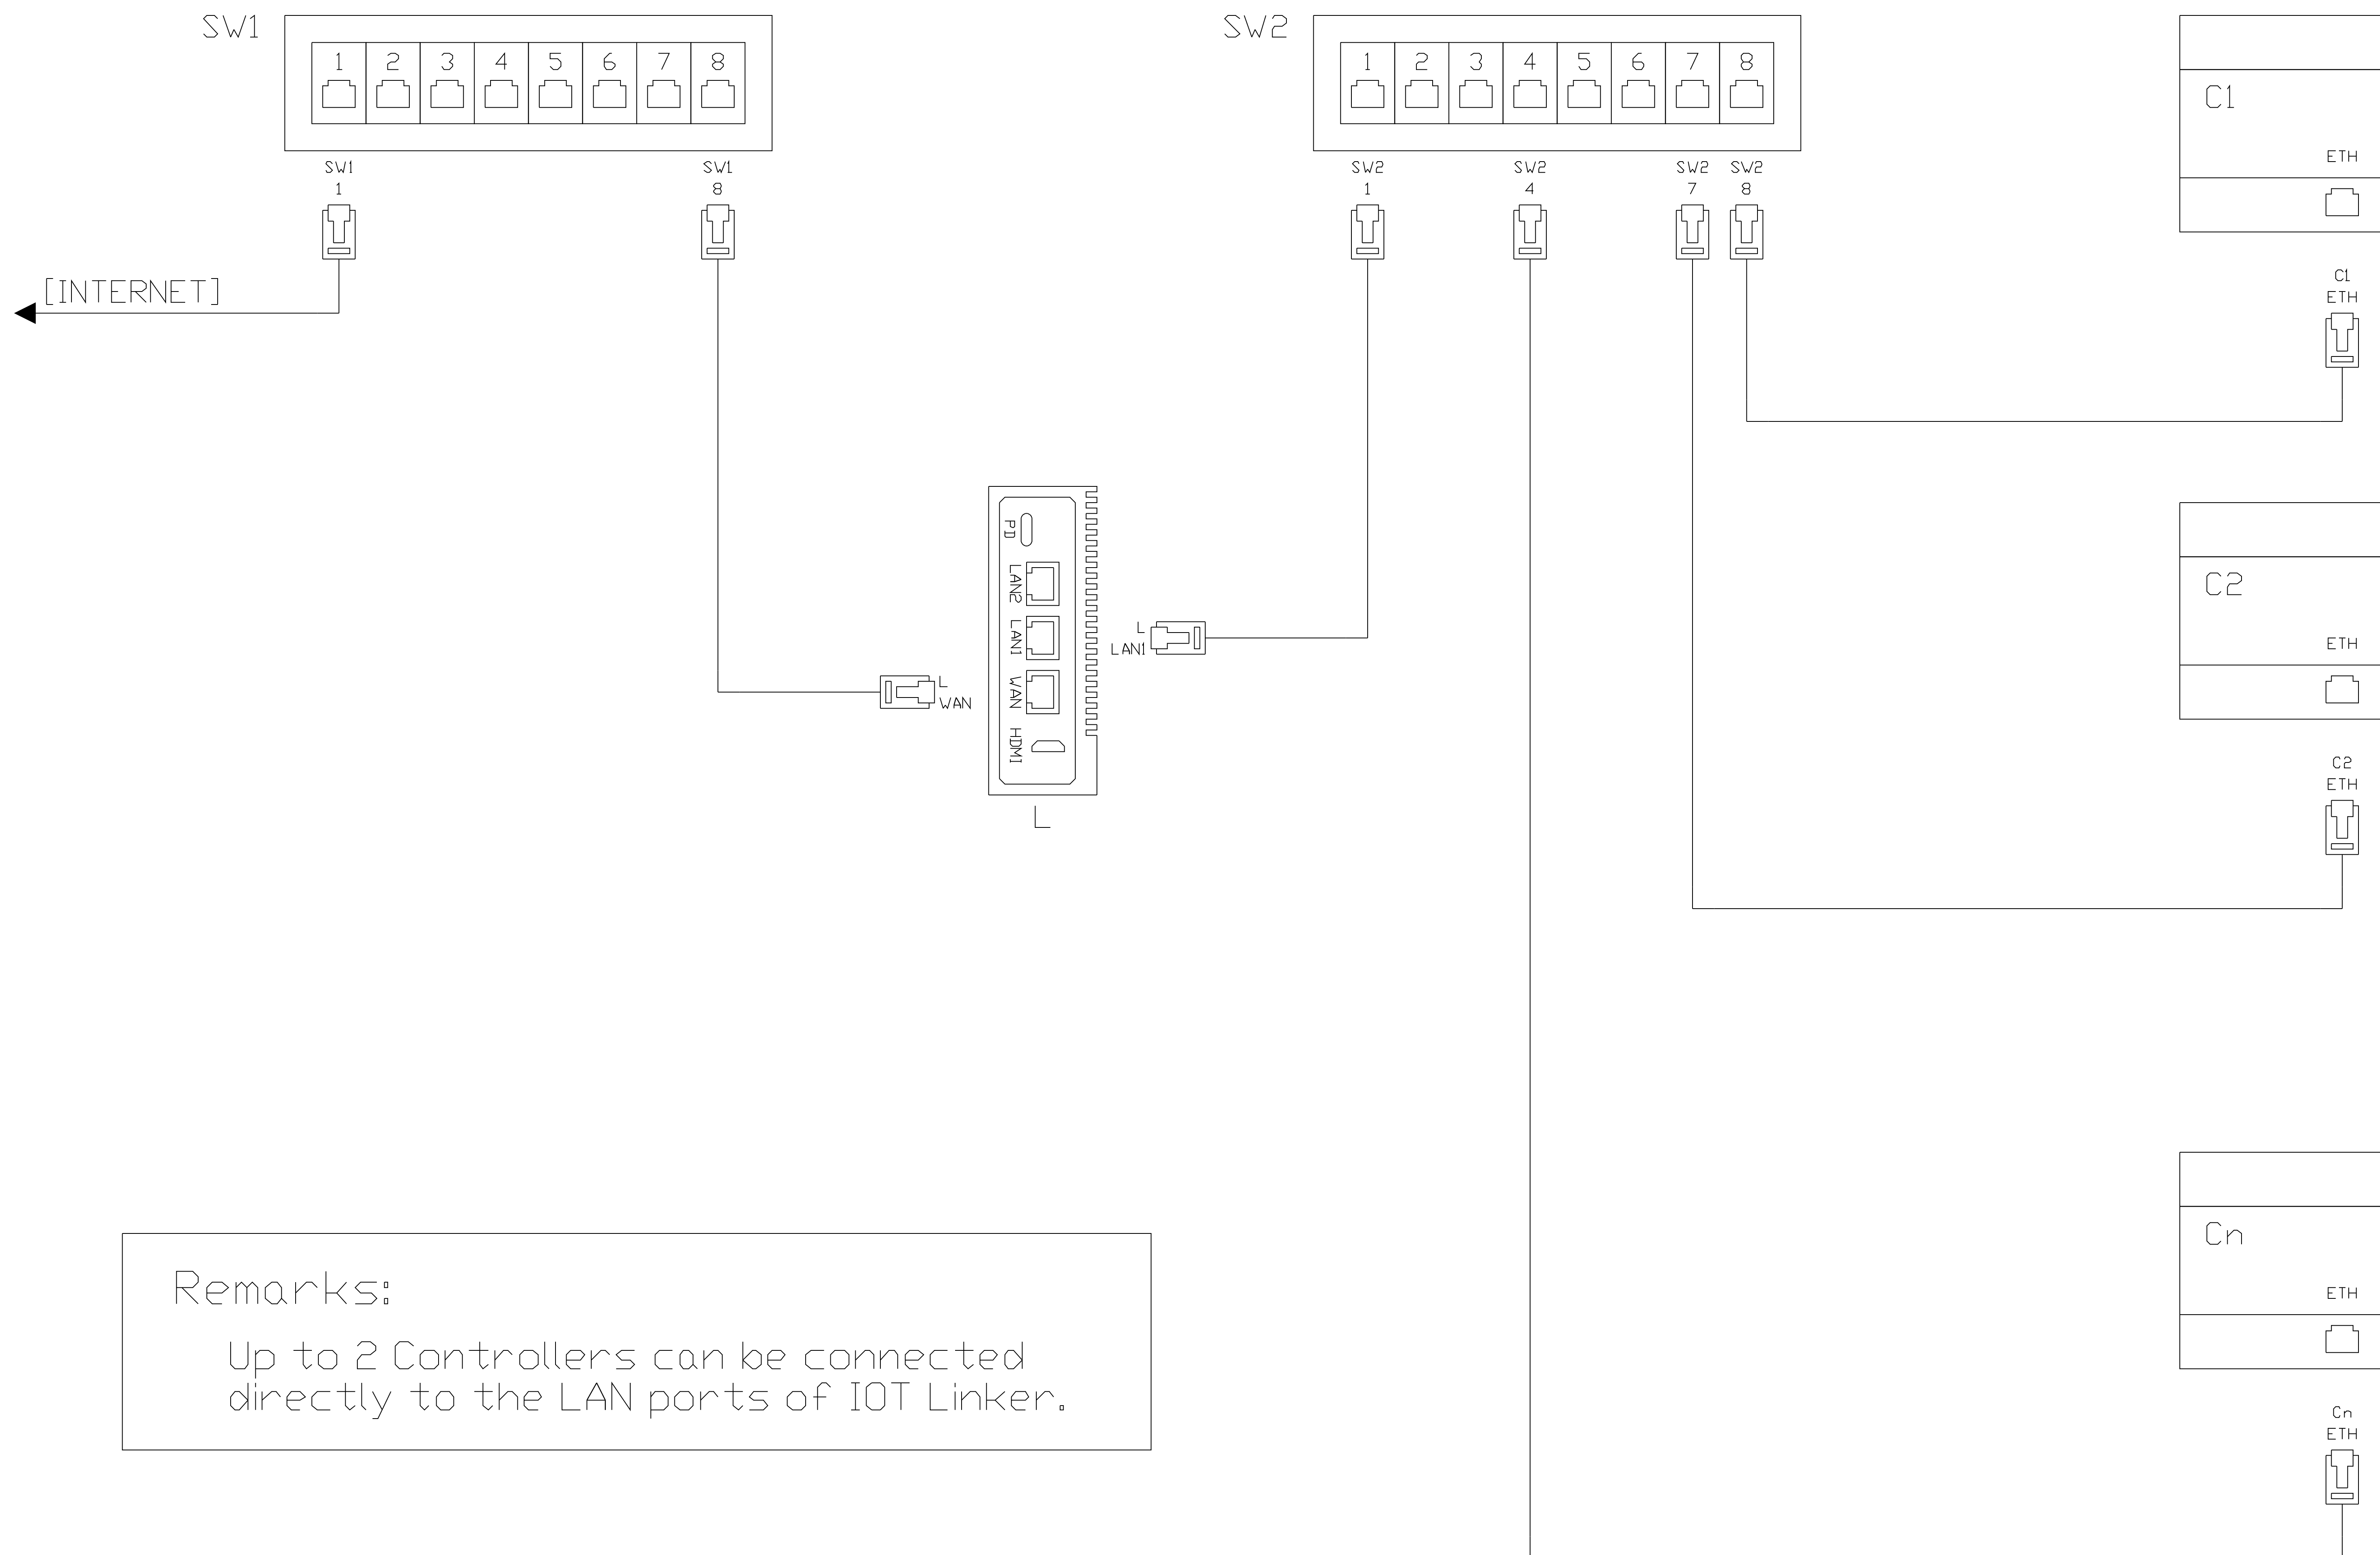 SW1
1 2 3 4 5 6 7 8
SW1
1
SW1
8
[INTERNET]
SW2
1 2 3 4 5 6 7 8
SW2
1
SW2
4
SW2
7
SW2
8
C1
ETH
C1
ETH
PD
LAN2
LAN1
WAN
HDMI
L
L
WAN
L
LAN1
C2
ETH
C2
ETH
Cn
ETH
Cn
ETH
Remarks:
Up to 2 Controllers can be connected
directly to the LAN ports of IOT Linker.